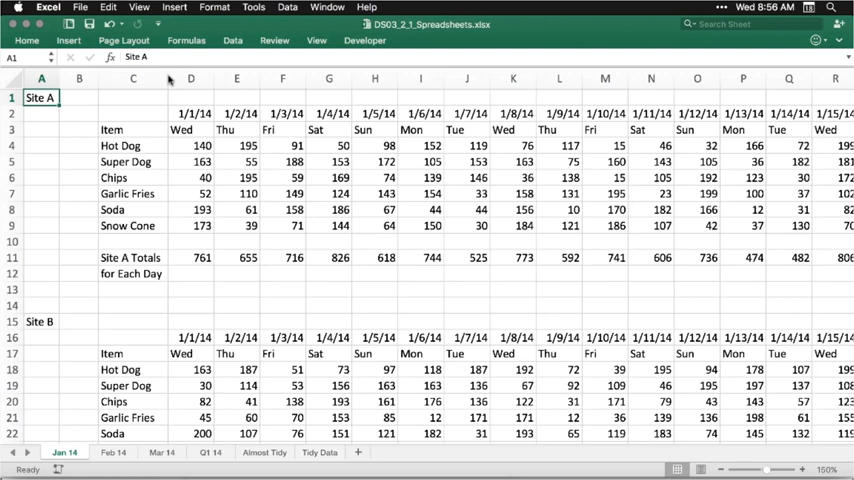 Excel File Edit View Insert Format Tools Data Window Help Wed 8:56 AM 18
DS03_2_1_Spreadsheets.xlsx Search Sheet
Home Insert Page Layout Formulas Data Review View Developer
A1 fx Site A
A B C D E F G H I J K L M N O P Q R
1 Site A
2 1/1/14 1/2/14 1/3/14 1/4/14 1/5/14 1/6/14 1/7/14 1/8/14 1/9/14 1/10/14 1/11/14 1/12/14 1/13/14 1/14/14 1/15/14
3 Item Wed Thu Fri Sat Sun Mon Tue Wed Thu Fri Sat Sun Mon Tue Wed
4 Hot Dog 140 195 91 50 98 152 119 76 117 15 46 32 166 72 199
5 Super Dog 163 55 188 153 172 105 153 163 75 160 143 105 36 182 181
6 Chips 40 195 59 169 74 139 146 36 138 15 105 192 123 30 172
7 Garlic Fries 52 110 149 124 143 154 33 158 131 195 23 199 100 37 102
8 Soda 193 61 158 186 67 44 44 156 10 170 182 166 12 31 82
9 Snow Cone 173 39 71 144 64 150 30 184 121 186 107 42 37 130 70
10
11 Site A Totals 761 655 716 826 618 744 525 773 592 741 606 736 474 482 806
12 for Each Day
13
14
15 Site B
16 1/1/14 1/2/14 1/3/14 1/4/14 1/5/14 1/6/14 1/7/14 1/8/14 1/9/14 1/10/14 1/11/14 1/12/14 1/13/14 1/14/14 1/15/14
17 Item Wed Thu Fri Sat Sun Mon Tue Wed Thu Fri Sat Sun Mon Tue Wed
18 Hot Dog 163 187 51 73 97 118 187 192 72 39 195 94 178 107 199
19 Super Dog 30 114 53 156 163 163 136 67 92 109 46 195 197 137 108
20 Chips 82 41 138 193 161 176 136 122 31 171 79 43 143 57 123
21 Garlic Fries 45 60 70 153 85 12 171 171 12 36 139 136 198 61 155
22 Soda 200 107 76 151 121 182 31 193 65 119 183 74 145 132 119
Jan 14 Feb 14 Mar 14 Q1 14 Almost Tidy Tidy Data +
Ready 150%